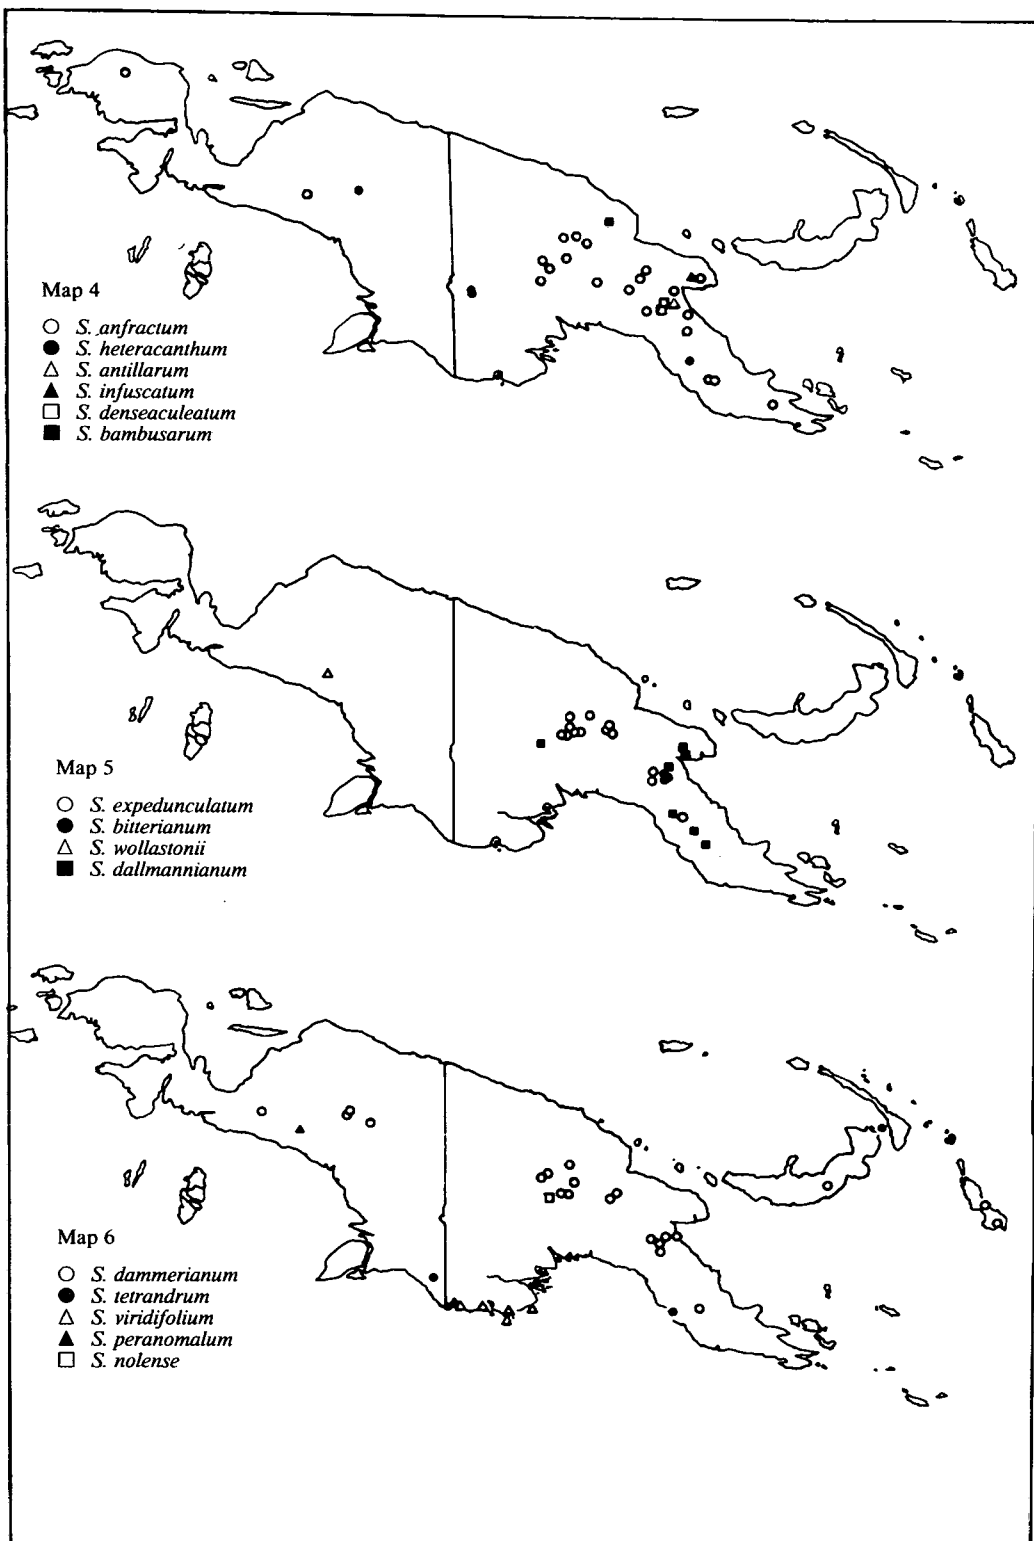 Map 4
S. anfractum
S. heteracanthum
S. antillarum
S. infuscatum
S. denseaculeatum
S. bambusarum
Map 5
S. expedunculatum
S. bitterianum
S. wollastonii
S. dallmannianum
Map 6
S. dammerianum
S. tetrandrum
S. viridifolium
S. peranomalum
S. nolense